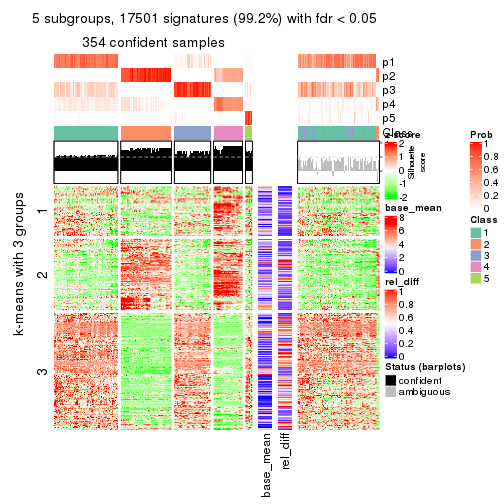 5 subgroups, 17501 signatures (99.2%) with fdr < 0.05
354 confident samples
p1
p2
p3
p4
p5
Class
k-means with 3 groups
1
2
3
base_mean
rel_diff
z-score
2
1
0
-1
-2
Silhouette
score
base_mean
8
6
4
2
0
rel_diff
1
0.8
0.6
0.4
0.2
0
Status (barplots)
confident
ambiguous
Prob
1
0.8
0.6
0.4
0.2
0
Class
1
2
3
4
5